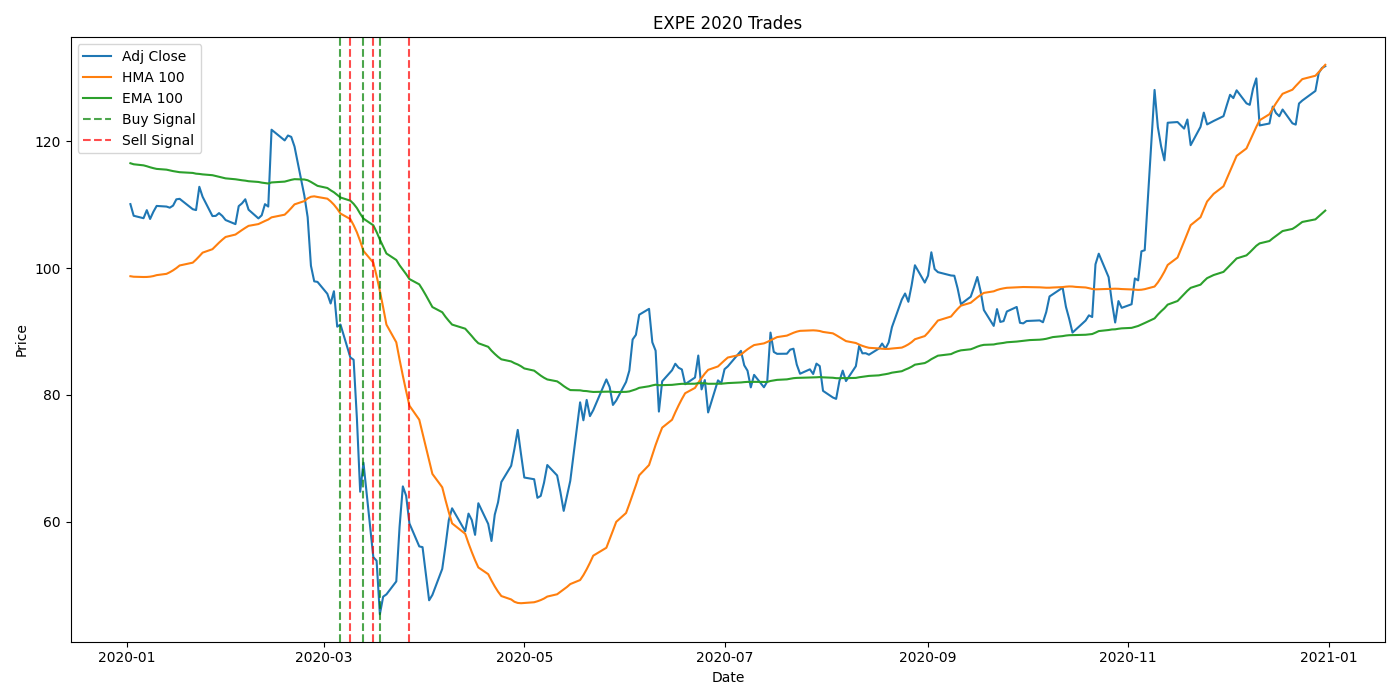 EXPE 2020 Trades
Adj Close
HMA 100
EMA 100
Buy Signal
Sell Signal
Price
120
100
80
60
2020-01 2020-03 2020-05 2020-07 2020-09 2020-11 2021-01
Date